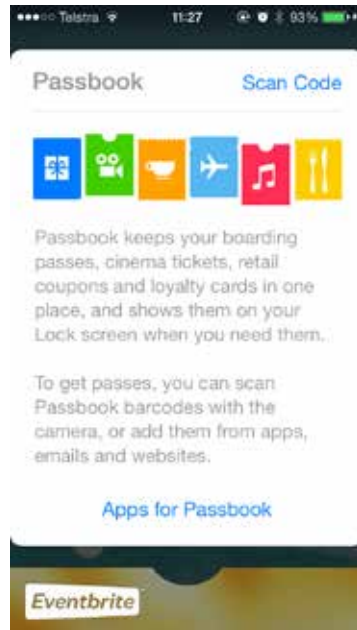 Telstra 11:27 93%
Passbook Scan Code
Passbook keeps your boarding
passes, cinema tickets, retail
coupons and loyalty cards in one
place, and shows them on your
Lock screen when you need them.
To get passes, you can scan
Passbook barcodes with the
camera, or add them from apps,
emails and websites.
Apps for Passbook
Eventbrite